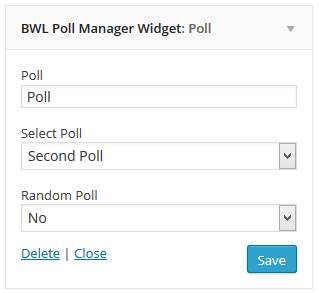 BWL Poll Manager Widget: Poll
Poll
Poll
Select Poll
Second Poll
Random Poll
No
Delete | Close
Save